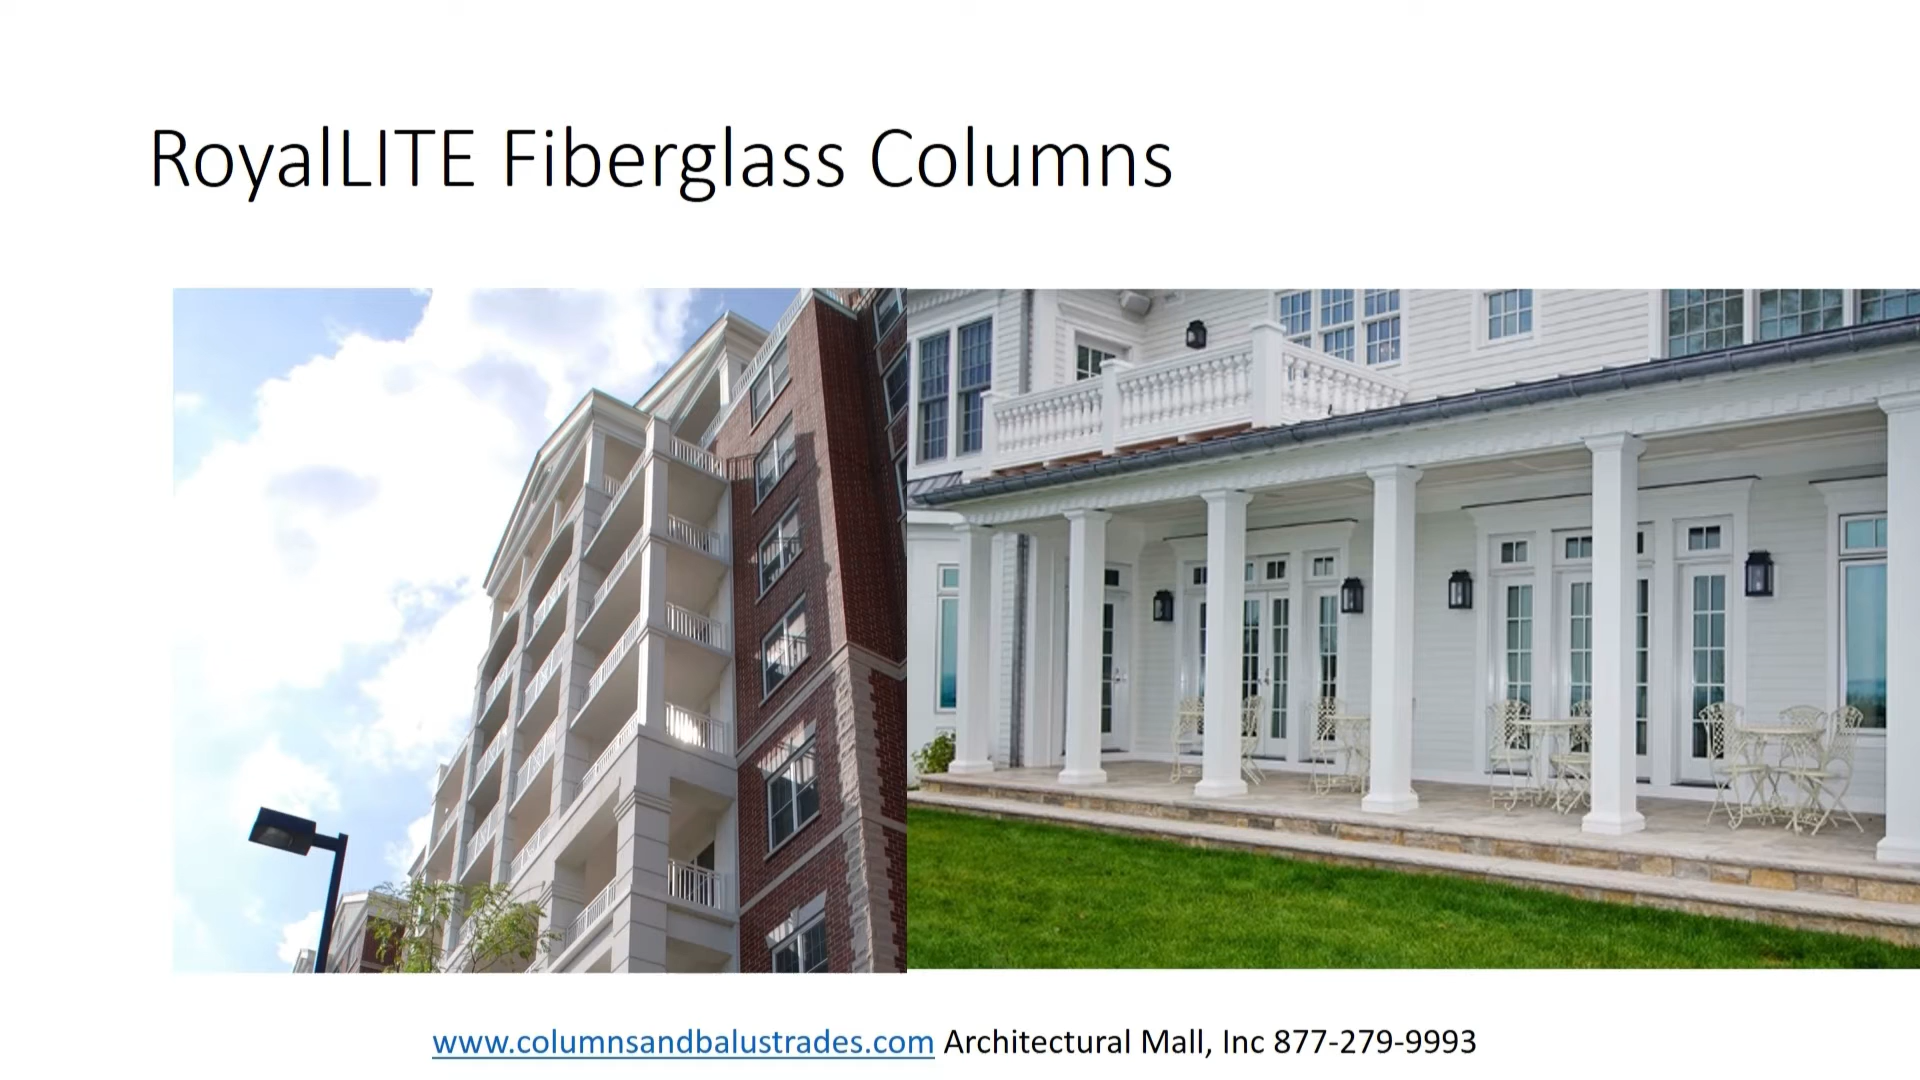 RoyalLITE Fiberglass Columns
www.columnsandbalustrades.com Architectural Mall, Inc 877-279-9993